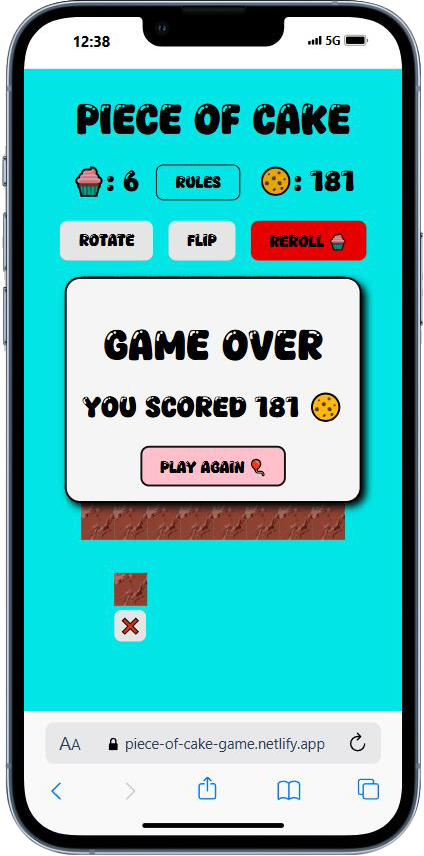 12:38 5G
PIECE OF CAKE
: 6 RULES : 181
ROTATE FLIP REROLL
GAME OVER
YOU SCORED 181
PLAY AGAIN
AA piece-of-cake-game.netlify.app